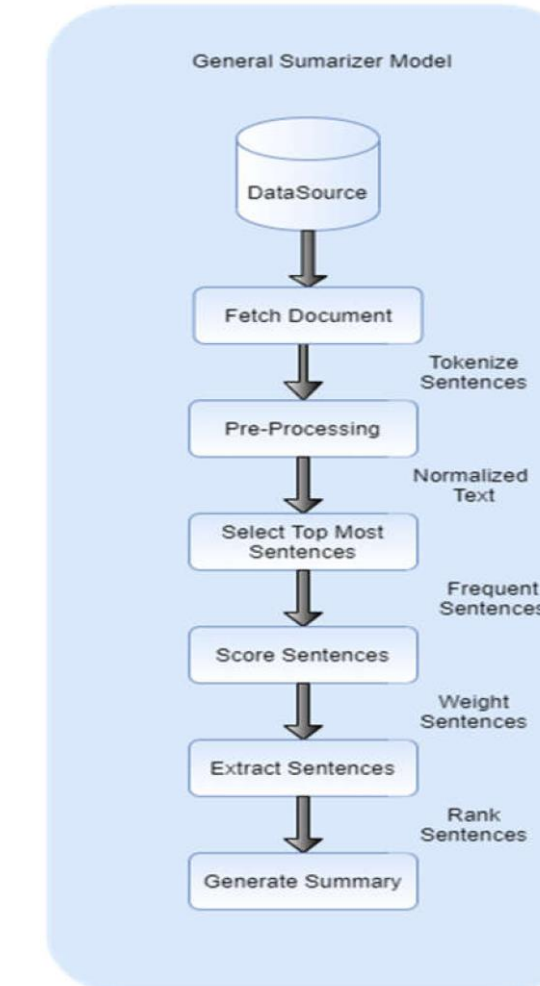 General Sumarizer Model
DataSource
Fetch Document
Tokenize
Sentences
Pre-Processing
Normalized
Text
Select Top Most
Sentences
Frequent
Sentences
Score Sentences
Weight
Sentences
Extract Sentences
Rank
Sentences
Generate Summary